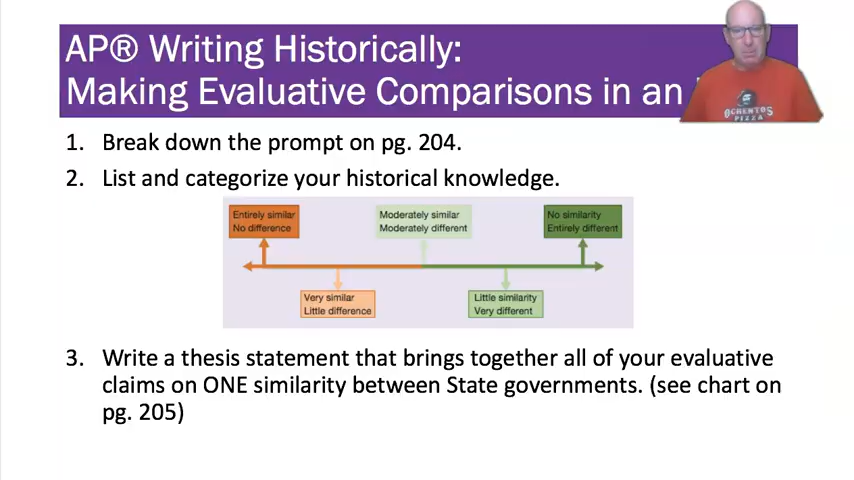 AP® Writing Historically:
Making Evaluative Comparisons in an
OCHENTOS
PIZZA
1. Break down the prompt on pg. 204.
2. List and categorize your historical knowledge.
Entirely similar
No difference
Moderately similar
Moderately different
No similarity
Entirely different
Very similar
Little difference
Little similarity
Very different
3. Write a thesis statement that brings together all of your evaluative
claims on ONE similarity between State governments. (see chart on
pg. 205)